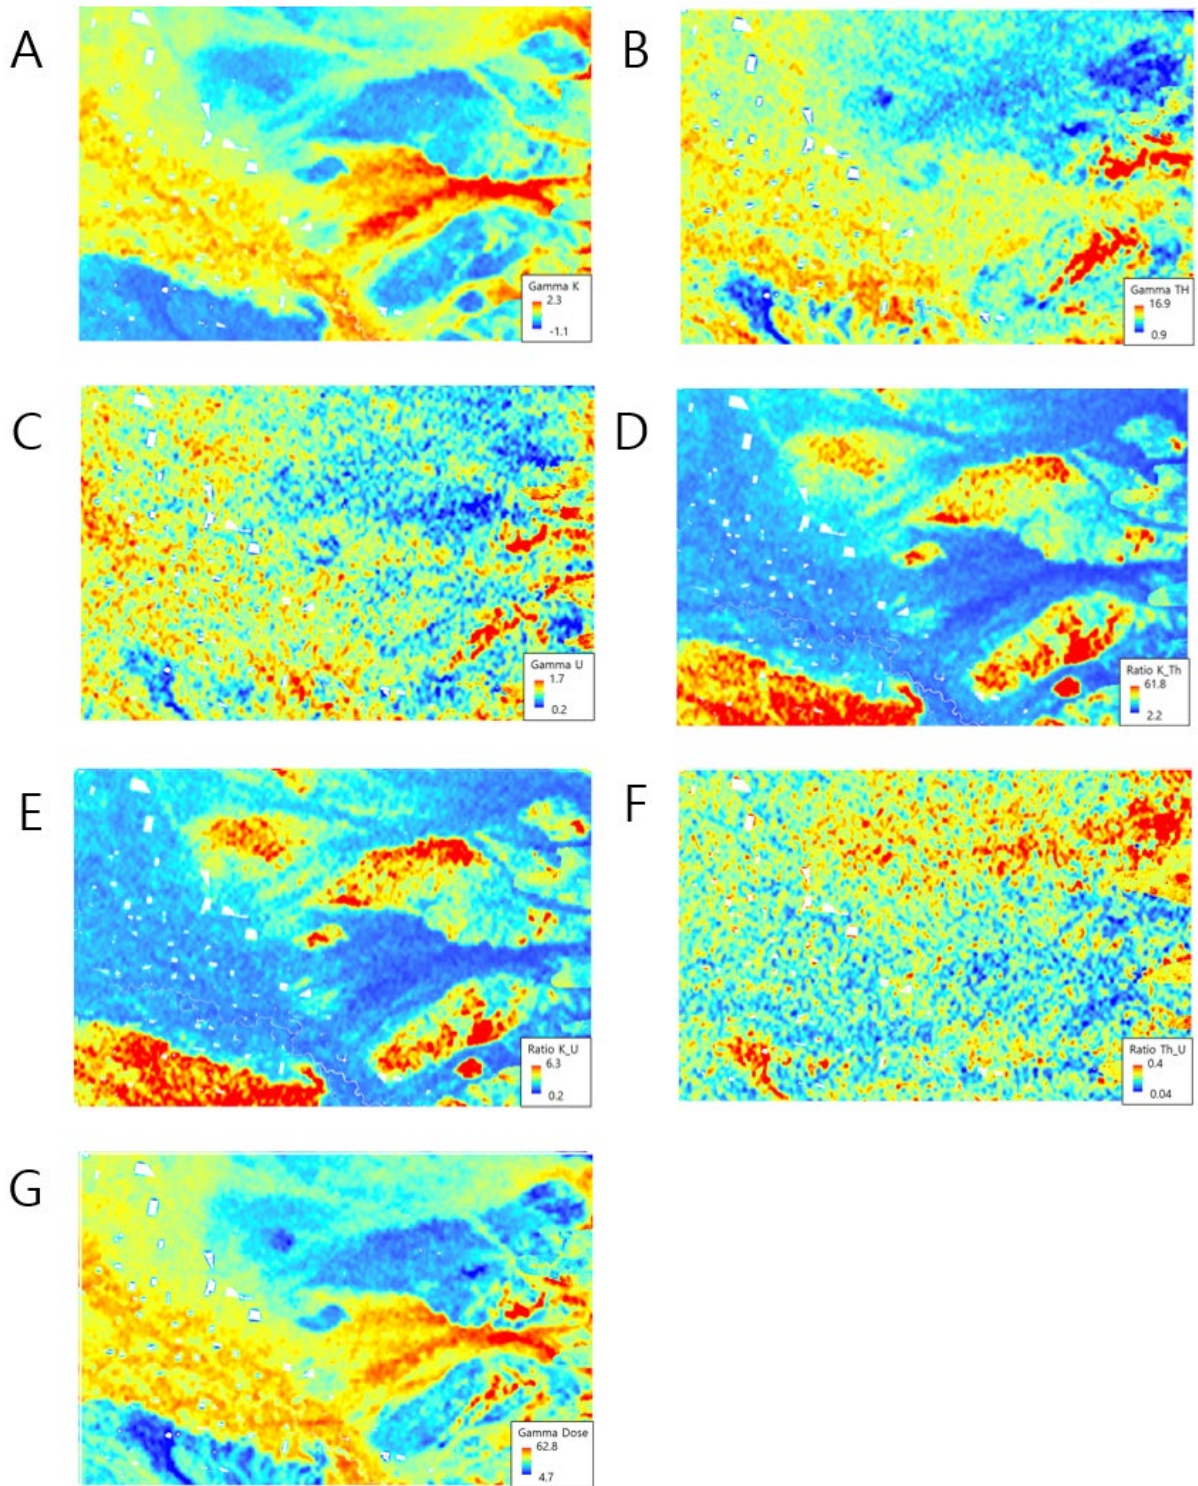 A
Gamma K
2.3
-1.1
B
Gamma TH
16.9
0.9
C
Gamma U
1.7
0.2
D
Ratio K_Th
61.8
2.2
E
Ratio K_U
6.3
0.2
F
Ratio Th_U
0.4
0.04
G
Gamma Dose
62.8
4.7